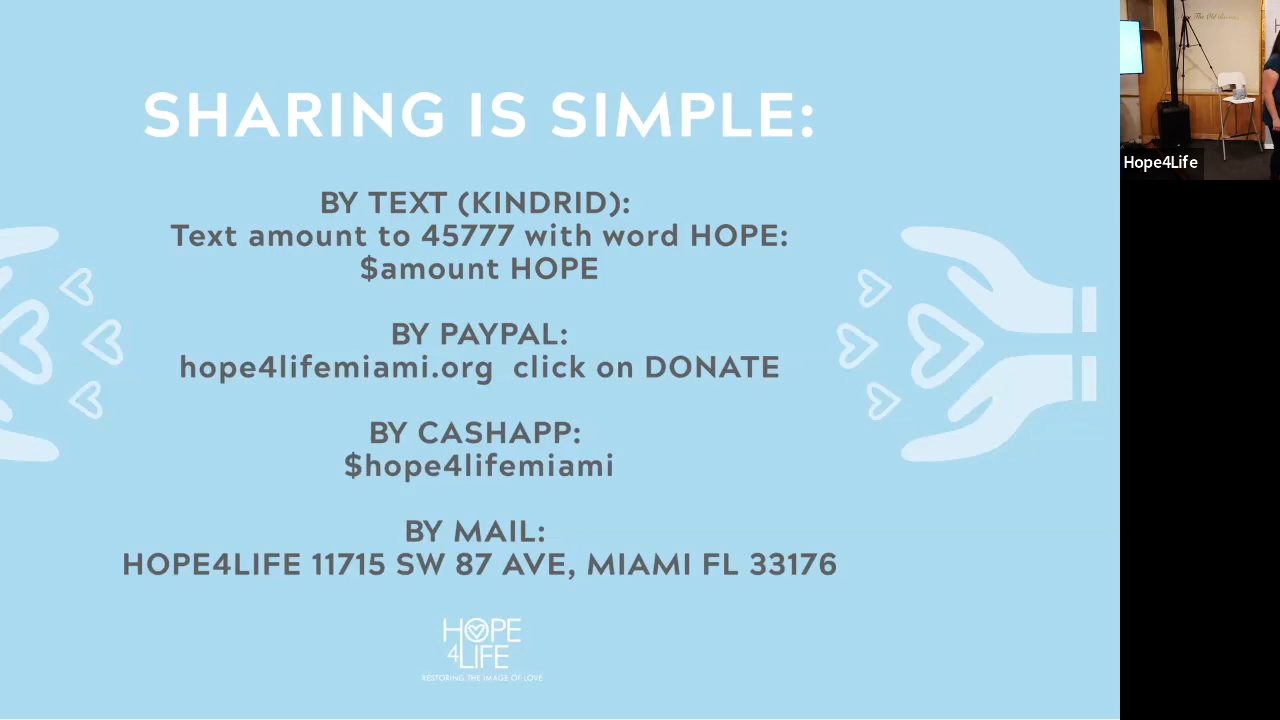 SHARING IS SIMPLE:
BY TEXT (KINDRID):
Text amount to 45777 with word HOPE:
$amount HOPE
BY PAYPAL:
hope4lifemiami.org click on DONATE
BY CASHAPP:
$hope4lifemiami
BY MAIL:
HOPE4LIFE 11715 SW 87 AVE, MIAMI FL 33176
HOPE
4LIFE
RESTORING THE IMAGE OF LOVE
Hope4Life